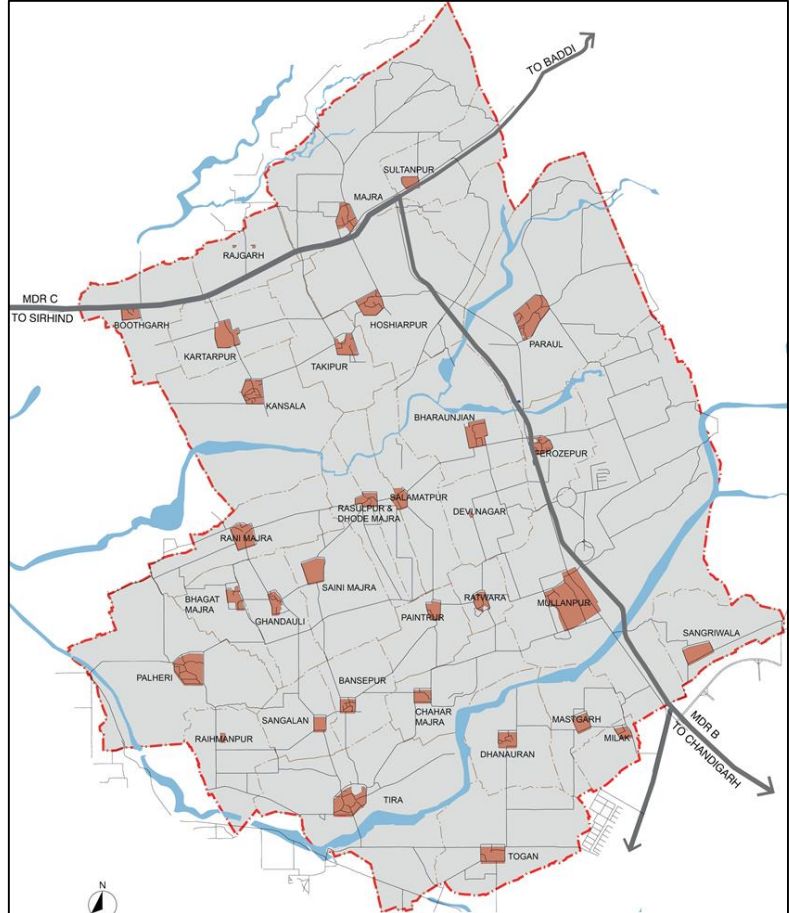 TO BADDI
SULTANPUR
MAJRA
RAJGARH
MDR C
TO SIRHIND
BOOTHGARH
HOSHIARPUR
KARTARPUR
TAKIPUR
PARAUL
KANSALA
BHARAUNJIAN
FEROZEPUR
SALAMATPUR
RASULPUR &
DHODE MAJRA
DEVI NAGAR
RANI MAJRA
SAINI MAJRA
BHAGAT
MAJRA
GHANDAULI
PAINTPUR
RATWARA
MULLANPUR
SANGRIWALA
PALHERI
BANSEPUR
SANGALAN
CHAHAR
MAJRA
MASTGARH
MILAK
MDR B
TO CHANDIGARH
RAIHMANPUR
DHANAURAN
TIRA
TOGAN
N